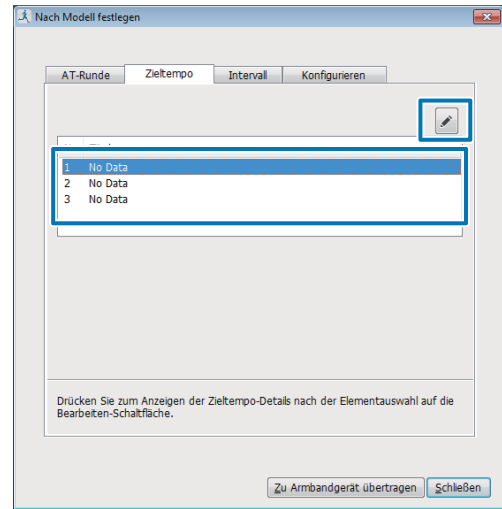 Nach Modell festlegen
AT-Runde Zieltempo Intervall Konfigurieren
1 No Data
2 No Data
3 No Data
Drücken Sie zum Anzeigen der Zieltempo-Details nach der Elementauswahl auf die
Bearbeiten-Schaltfläche.
Zu Armbandgerät übertragen Schließen